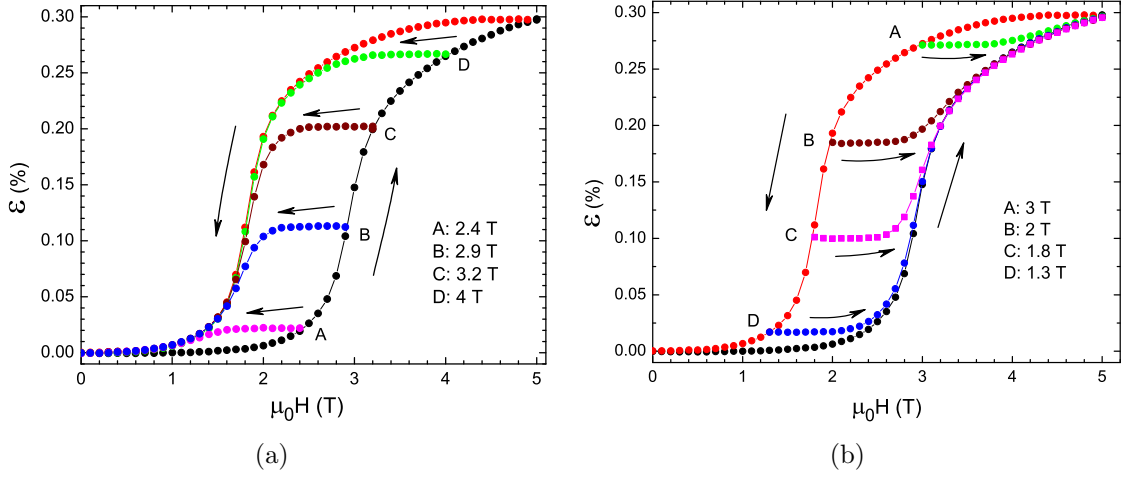 0.30
0.25
0.20
0.15
0.10
0.05
0.00
ε (%)
0 1 2 3 4 5
μ₀H (T)
D
C
B
A
A: 2.4 T
B: 2.9 T
C: 3.2 T
D: 4 T
(a)
0.30
0.25
0.20
0.15
0.10
0.05
0.00
ε (%)
0 1 2 3 4 5
μ₀H (T)
A
B
C
D
A: 3 T
B: 2 T
C: 1.8 T
D: 1.3 T
(b)